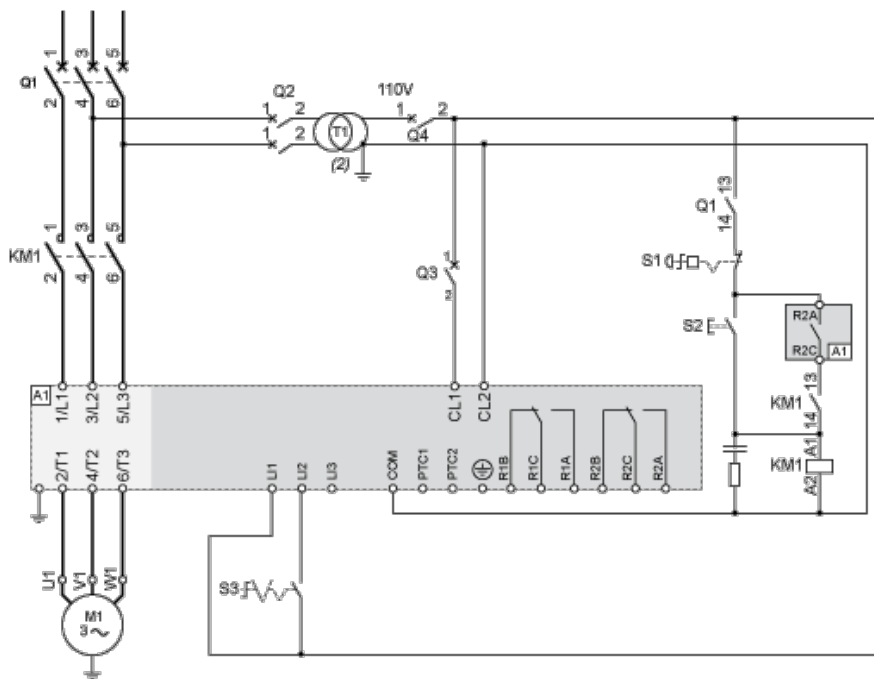 1 3 5
Q1
2 4 6
Q2
1 2
1 2
T1
(2)
110V
1 2
Q4
1 3 5
KM1
2 4 6
Q3
1
2
13
Q1
14
S1
S2
R2A
R2C
A1
13
KM1
14
A1
KM1
A2
A1
1/L1 3/L2 5/L3 CL1 CL2
2/T1 4/T2 6/T3 LI1 LI2 LI3 COM PTC1 PTC2 R1B R1C R1A R2B R2C R2A
S3
U1 V1 W1
M1
3